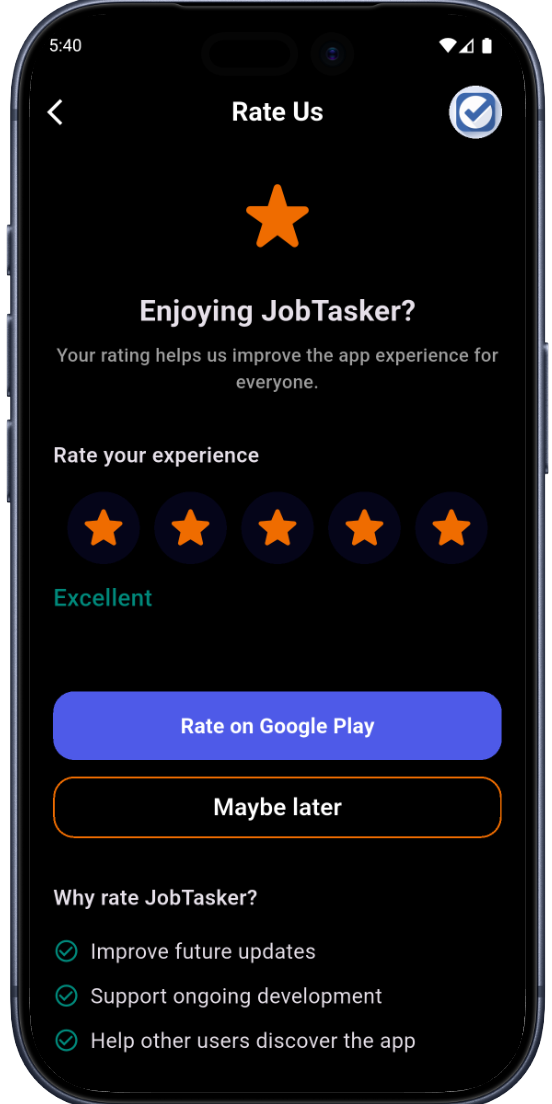 5:40
Rate Us
Enjoying JobTasker?
Your rating helps us improve the app experience for
everyone.
Rate your experience
Excellent
Rate on Google Play
Maybe later
Why rate JobTasker?
Improve future updates
Support ongoing development
Help other users discover the app